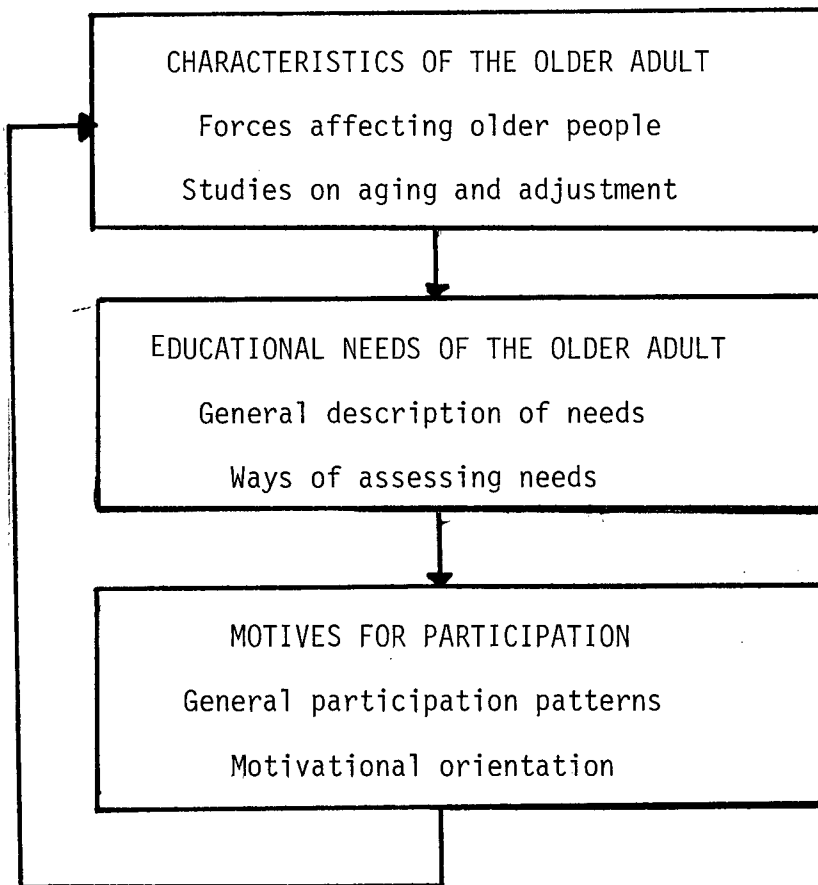 CHARACTERISTICS OF THE OLDER ADULT
Forces affecting older people
Studies on aging and adjustment
EDUCATIONAL NEEDS OF THE OLDER ADULT
General description of needs
Ways of assessing needs
MOTIVES FOR PARTICIPATION
General participation patterns
Motivational orientation